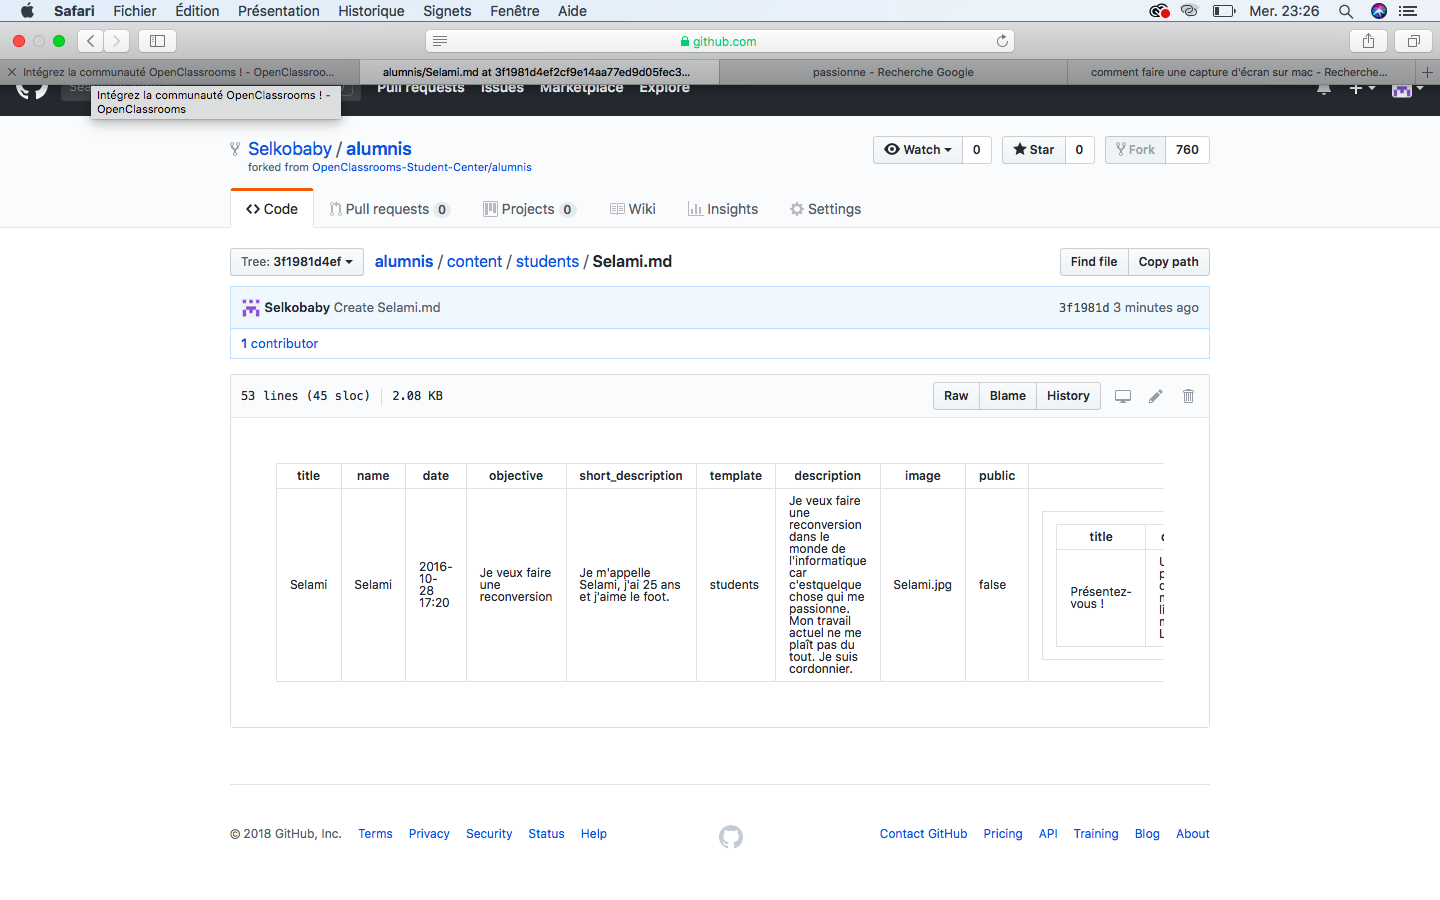 Safari Fichier Édition Présentation Historique Signets Fenêtre Aide Mer. 23:26
github.com
Intégrez la communauté OpenClassrooms ! - OpenClassroo... alumnis/Selami.md at 3f1981d4ef2cf9e14aa77ed9d05fec3... passionne - Recherche Google comment faire une capture d'écran sur mac - Recherche...
Pull requests Issues Marketplace Explore
Intégrez la communauté OpenClassrooms ! -
OpenClassrooms
Selkobaby / alumnis Watch 0 Star 0 Fork 760
forked from OpenClassrooms-Student-Center/alumnis
Code Pull requests 0 Projects 0 Wiki Insights Settings
Tree: 3f1981d4ef alumnis / content / students / Selami.md Find file Copy path
Selkobaby Create Selami.md 3f1981d 3 minutes ago
1 contributor
53 lines (45 sloc) 2.08 KB Raw Blame History
title name date objective short_description template description image public
Selami
Selami
2016-
10-
28
17:20
Je veux faire
une
reconversion
Je m'appelle
Selami, j'ai 25 ans
et j'aime le foot.
students
Je veux faire
une
reconversion
dans le
monde de
l'informatique
car
c'estquelque
chose qui me
passionne.
Mon travail
actuel ne me
plaît pas du
tout. Je suis
cordonnier.
Selami.jpg
false
title
Présentez-
vous !
© 2018 GitHub, Inc. Terms Privacy Security Status Help Contact GitHub Pricing API Training Blog About